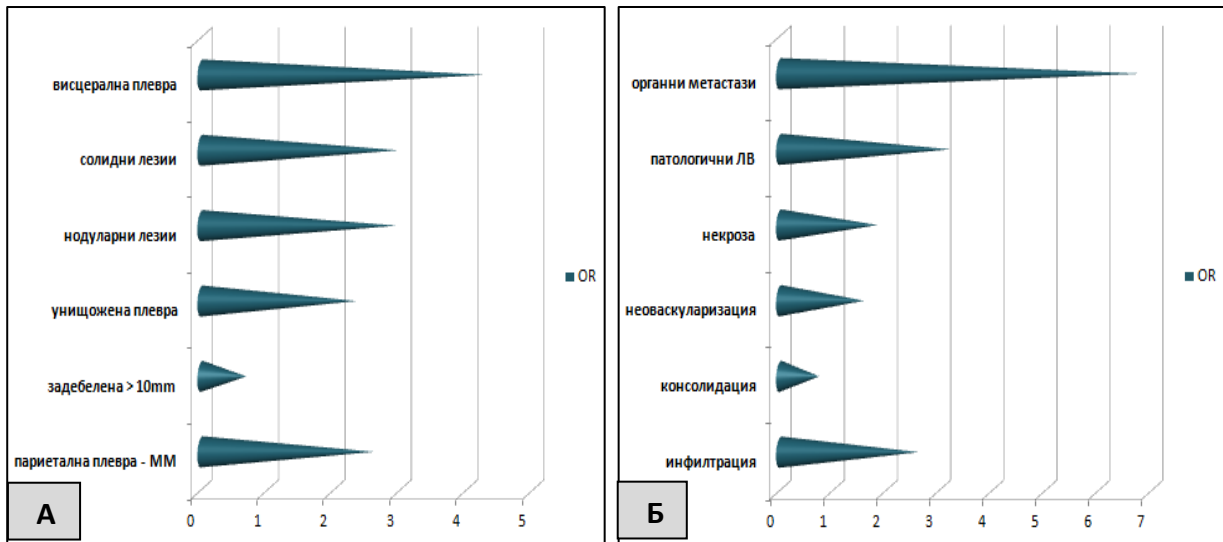 висцерална плевра
солидни лезии
нодуларни лезии
унищожена плевра
задебелена > 10mm
париетална плевра - ММ
0 1 2 3 4 5
OR
А
органни метастази
патологични ЛВ
некроза
неоваскуларизация
консолидация
инфилтрация
0 1 2 3 4 5 6 7
OR
Б